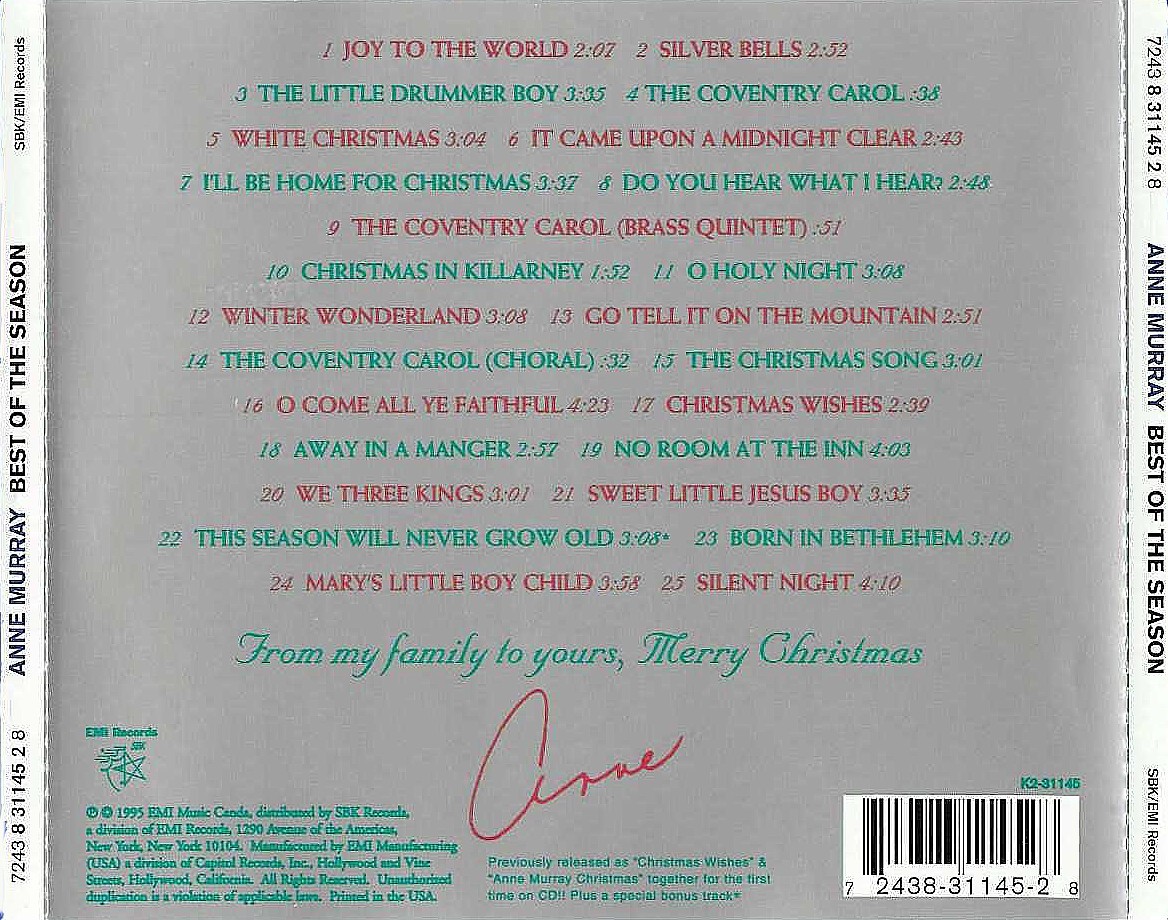 1 JOY TO THE WORLD 2:07 2 SILVER BELLS 2:52
3 THE LITTLE DRUMMER BOY 3:35 4 THE COVENTRY CAROL :38
5 WHITE CHRISTMAS 3:04 6 IT CAME UPON A MIDNIGHT CLEAR 2:43
7 I'LL BE HOME FOR CHRISTMAS 3:37 8 DO YOU HEAR WHAT I HEAR? 2:48
9 THE COVENTRY CAROL (BRASS QUINTET) :51
10 CHRISTMAS IN KILLARNEY 1:52 11 O HOLY NIGHT 3:08
12 WINTER WONDERLAND 3:08 13 GO TELL IT ON THE MOUNTAIN 2:51
14 THE COVENTRY CAROL (CHORAL) :32 15 THE CHRISTMAS SONG 3:01
16 O COME ALL YE FAITHFUL 4:23 17 CHRISTMAS WISHES 2:39
18 AWAY IN A MANGER 2:57 19 NO ROOM AT THE INN 4:03
20 WE THREE KINGS 3:01 21 SWEET LITTLE JESUS BOY 3:35
22 THIS SEASON WILL NEVER GROW OLD 3:08* 23 BORN IN BETHLEHEM 3:10
24 MARY'S LITTLE BOY CHILD 3:58 25 SILENT NIGHT 4:10
From my family to yours, Merry Christmas
Anne
EMI Records
SBK
℗ © 1995 EMI Music Canda, distributed by SBK Records,
a division of EMI Records, 1290 Avenue of the Americas,
New York, New York 10104. Manufactured by EMI Manufacturing
(USA) a division of Capitol Records, Inc., Hollywood and Vine
Streets, Hollywood, California. All Rights Reserved. Unauthorized
duplication is a violation of applicable laws. Printed in the USA.
Previously released as "Christmas Wishes" &
"Anne Murray Christmas" together for the first
time on CD!! Plus a special bonus track*
K2-31145
7 2438-31145-2 8
7243 8 31145 2 8 ANNE MURRAY BEST OF THE SEASON SBK/EMI Records
7243 8 31145 2 8 ANNE MURRAY BEST OF THE SEASON SBK/EMI Records